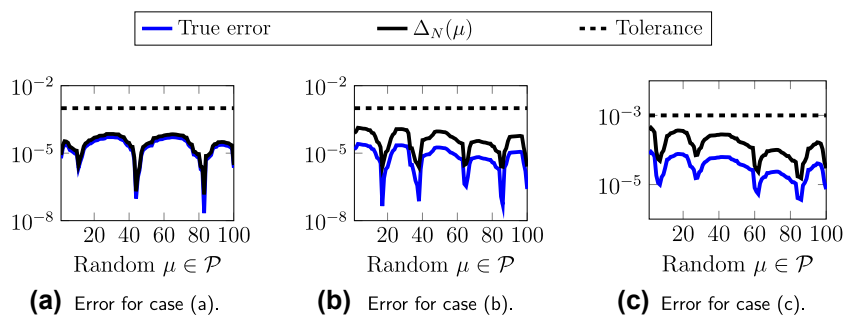 True error Δ_N(μ) Tolerance
10^−2
10^−5
10^−8
20 40 60 80 100
Random μ ∈ 𝒫
(a) Error for case (a).
10^−2
10^−5
10^−8
20 40 60 80 100
Random μ ∈ 𝒫
(b) Error for case (b).
10^−3
10^−5
20 40 60 80 100
Random μ ∈ 𝒫
(c) Error for case (c).